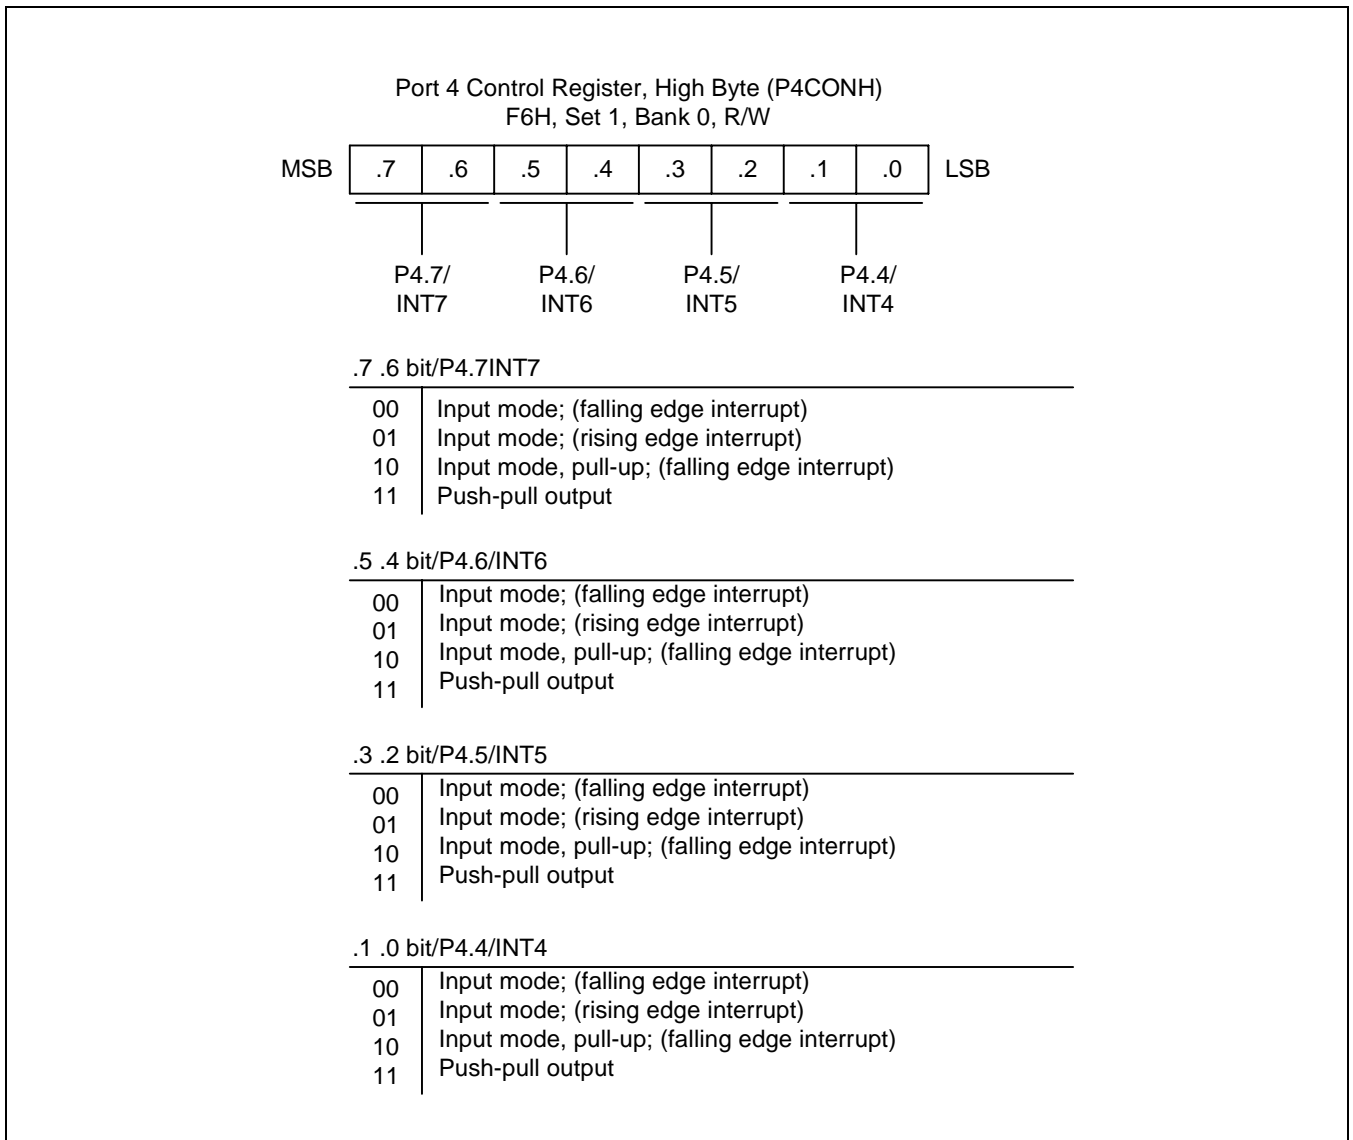 Port 4 Control Register, High Byte (P4CONH)
F6H, Set 1, Bank 0, R/W
MSB .7 .6 .5 .4 .3 .2 .1 .0 LSB
P4.7/ P4.6/ P4.5/ P4.4/
INT7 INT6 INT5 INT4
.7 .6 bit/P4.7INT7
00 Input mode; (falling edge interrupt)
01 Input mode; (rising edge interrupt)
10 Input mode, pull-up; (falling edge interrupt)
11 Push-pull output
.5 .4 bit/P4.6/INT6
00 Input mode; (falling edge interrupt)
01 Input mode; (rising edge interrupt)
10 Input mode, pull-up; (falling edge interrupt)
11 Push-pull output
.3 .2 bit/P4.5/INT5
00 Input mode; (falling edge interrupt)
01 Input mode; (rising edge interrupt)
10 Input mode, pull-up; (falling edge interrupt)
11 Push-pull output
.1 .0 bit/P4.4/INT4
00 Input mode; (falling edge interrupt)
01 Input mode; (rising edge interrupt)
10 Input mode, pull-up; (falling edge interrupt)
11 Push-pull output